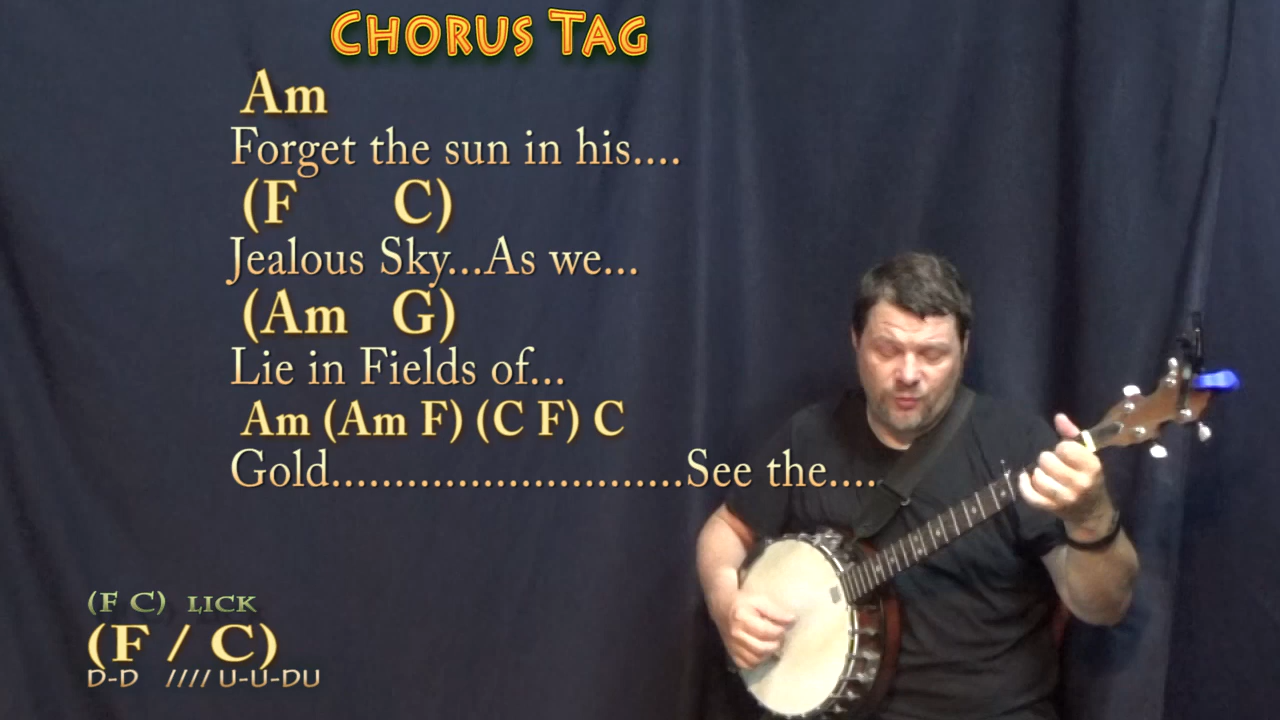 CHORUS TAG
Am
Forget the sun in his....
(F C)
Jealous Sky...As we...
(Am G)
Lie in Fields of...
Am (Am F) (C F) C
Gold............................See the....
(F C) LICK
(F / C)
D-D //// U-U-DU